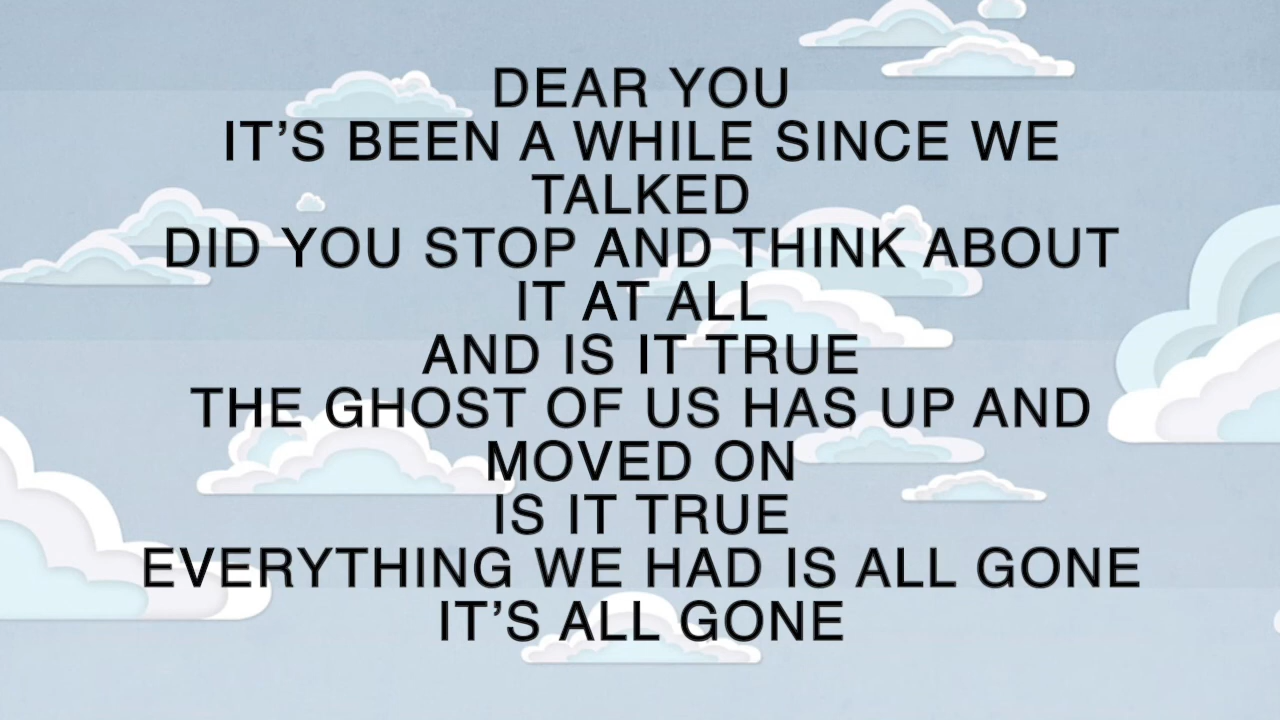 DEAR YOU
IT’S BEEN A WHILE SINCE WE
TALKED
DID YOU STOP AND THINK ABOUT
IT AT ALL
AND IS IT TRUE
THE GHOST OF US HAS UP AND
MOVED ON
IS IT TRUE
EVERYTHING WE HAD IS ALL GONE
IT’S ALL GONE